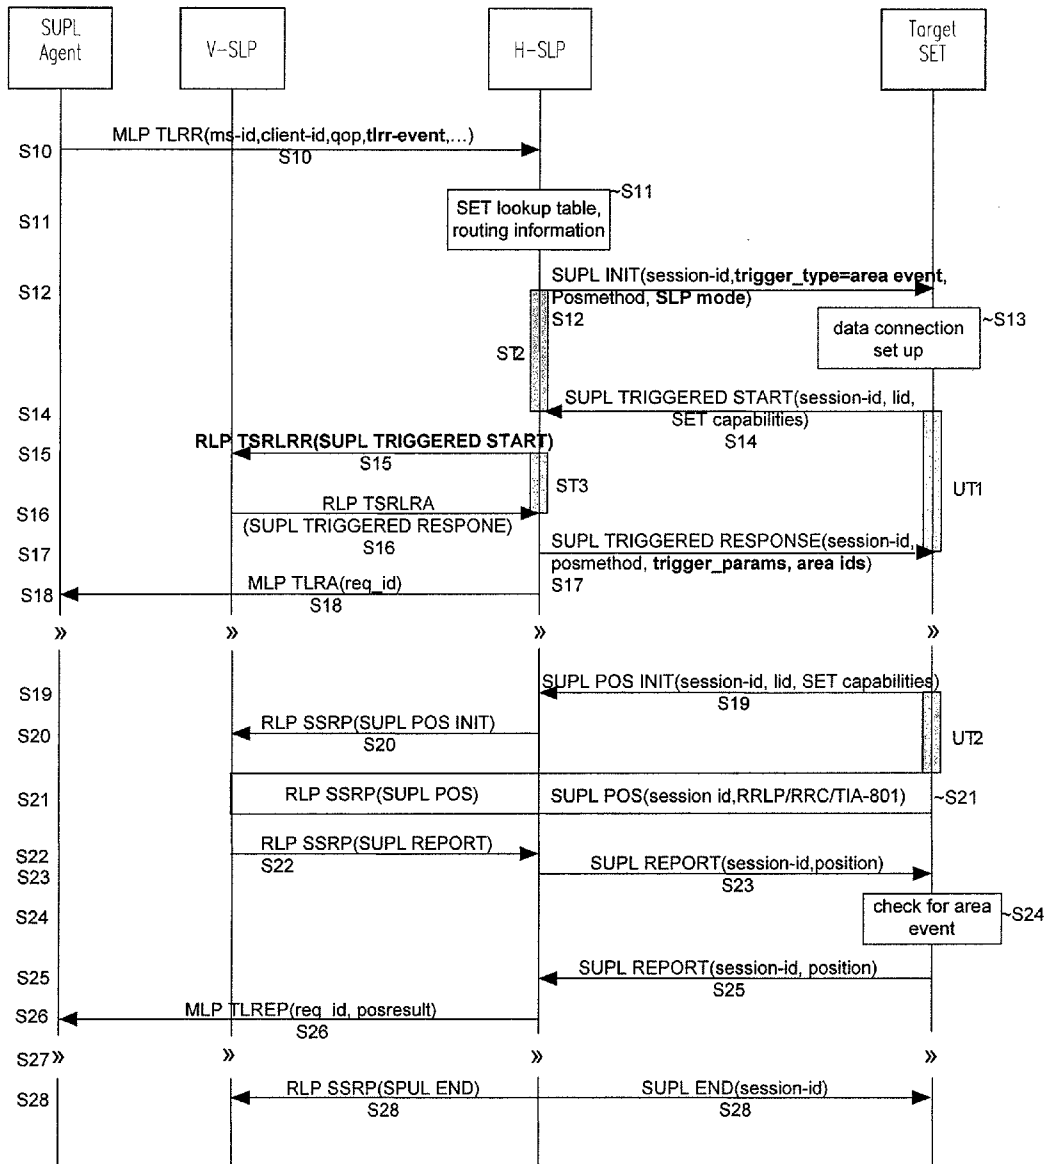 SUPL
Agent
V-SLP
H-SLP
Target
SET
MLP TLRR(ms-id,client-id,qop,tlrr-event,...)
S10
S10
~S11
SET lookup table,
routing information
S11
SUPL INIT(session-id,trigger_type=area event,
S12
Posmethod, SLP mode)
S12
~S13
data connection
set up
ST2
SUPL TRIGGERED START(session-id, lid,
S14
SET capabilities)
S14
RLP TSRLRR(SUPL TRIGGERED START)
S15
S15
ST3
UT1
RLP TSRLRA
S16
(SUPL TRIGGERED RESPONE)
S16
SUPL TRIGGERED RESPONSE(session-id,
S17
posmethod, trigger_params, area ids)
S17
MLP TLRA(req_id)
S18
S18
» » » »
SUPL POS INIT(session-id, lid, SET capabilities)
S19
S19
RLP SSRP(SUPL POS INIT)
S20
S20
UT2
RLP SSRP(SUPL POS)
SUPL POS(session id,RRLP/RRC/TIA-801)
~S21
S21
RLP SSRP(SUPL REPORT)
S22
S22
SUPL REPORT(session-id,position)
S23
S23
check for area
event
~S24
S24
SUPL REPORT(session-id, position)
S25
S25
MLP TLREP(req_id, posresult)
S26
S26
S27» » » »
RLP SSRP(SPUL END)
SUPL END(session-id)
S28
S28
S28